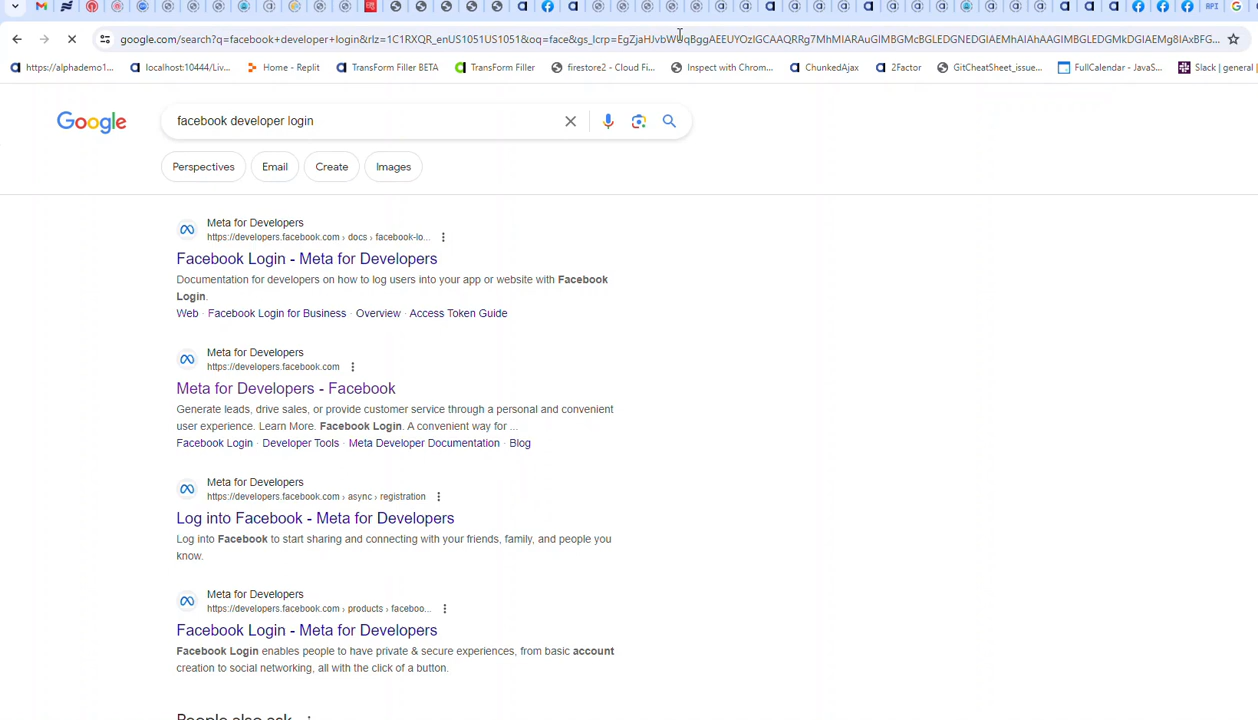 API
google.com/search?q=facebook+developer+login&rlz=1C1RXQR_enUS1051US1051&oq=face&gs_lcrp=
https://alphademo1...
localhost:10444/Liv...
Home - Replit
TransForm Filler BETA
TransForm Filler
firestore2 - Cloud Fi...
Inspect with Chrom...
ChunkedAjax
2Factor
GitCheatSheet_issue...
FullCalendar - JavaS...
Slack | general |
Google
facebook developer login
Perspectives
Email
Create
Images
Meta for Developers
https://developers.facebook.com › docs › facebook-lo...
Facebook Login - Meta for Developers
Documentation for developers on how to log users into your app or website with Facebook
Login.
Web · Facebook Login for Business · Overview · Access Token Guide
Meta for Developers
https://developers.facebook.com
Meta for Developers - Facebook
Generate leads, drive sales, or provide customer service through a personal and convenient
user experience. Learn More. Facebook Login. A convenient way for ...
Facebook Login · Developer Tools · Meta Developer Documentation · Blog
Meta for Developers
https://developers.facebook.com › async › registration
Log into Facebook - Meta for Developers
Log into Facebook to start sharing and connecting with your friends, family, and people you
know.
Meta for Developers
https://developers.facebook.com › products › faceboo...
Facebook Login - Meta for Developers
Facebook Login enables people to have private & secure experiences, from basic account
creation to social networking, all with the click of a button.
People also ask